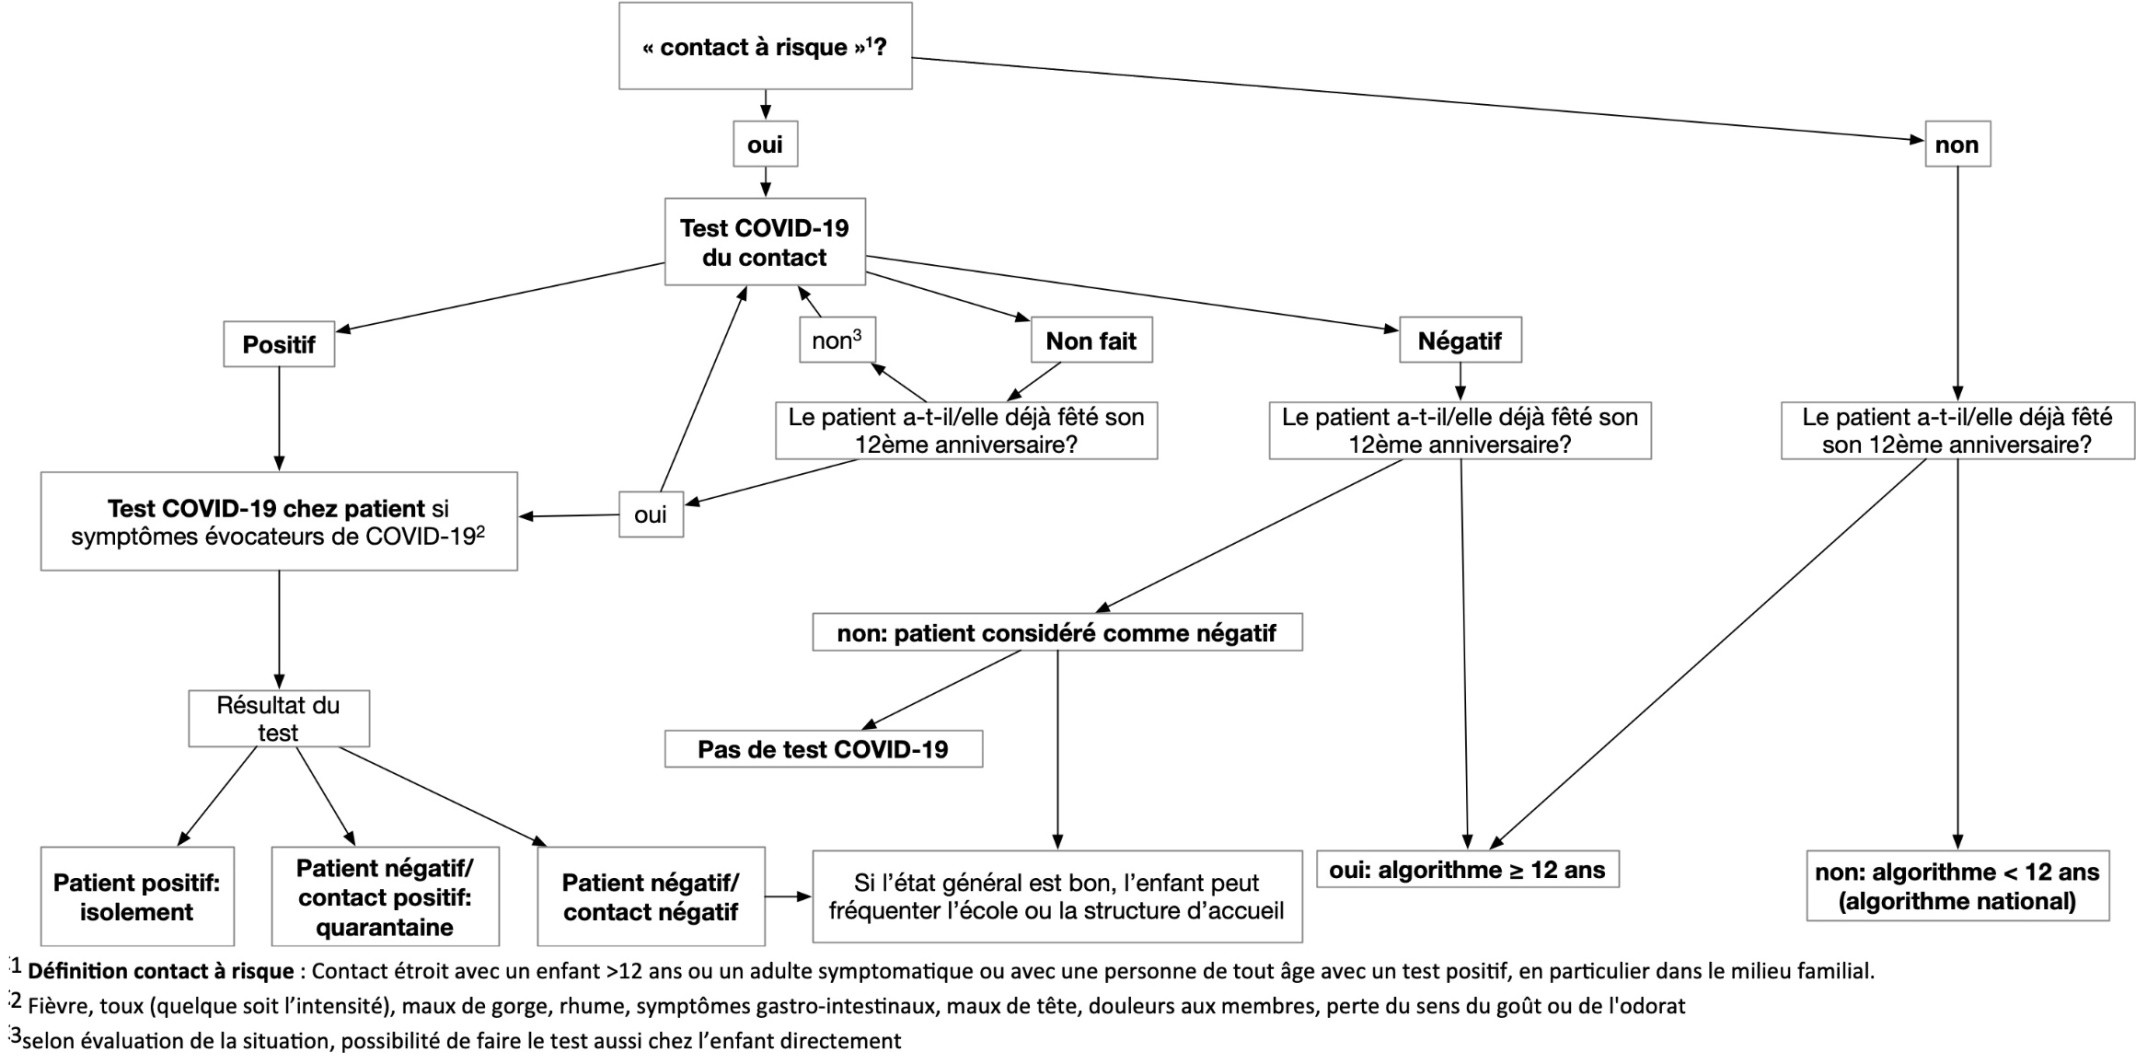 « contact à risque »¹?
oui
non
Test COVID-19
du contact
Positif
non³
Non fait
Négatif
Le patient a-t-il/elle déjà fêté son
12ème anniversaire?
Le patient a-t-il/elle déjà fêté son
12ème anniversaire?
Le patient a-t-il/elle déjà fêté
son 12ème anniversaire?
Test COVID-19 chez patient si
symptômes évocateurs de COVID-19²
oui
non: patient considéré comme négatif
Résultat du
test
Pas de test COVID-19
Patient positif:
isolement
Patient négatif/
contact positif:
quarantaine
Patient négatif/
contact négatif
Si l’état général est bon, l’enfant peut
fréquenter l’école ou la structure d’accueil
oui: algorithme ≥ 12 ans
non: algorithme < 12 ans
(algorithme national)
1 Définition contact à risque : Contact étroit avec un enfant >12 ans ou un adulte symptomatique ou avec une personne de tout âge avec un test positif, en particulier dans le milieu familial.
2 Fièvre, toux (quelque soit l’intensité), maux de gorge, rhume, symptômes gastro-intestinaux, maux de tête, douleurs aux membres, perte du sens du goût ou de l'odorat
3selon évaluation de la situation, possibilité de faire le test aussi chez l’enfant directement